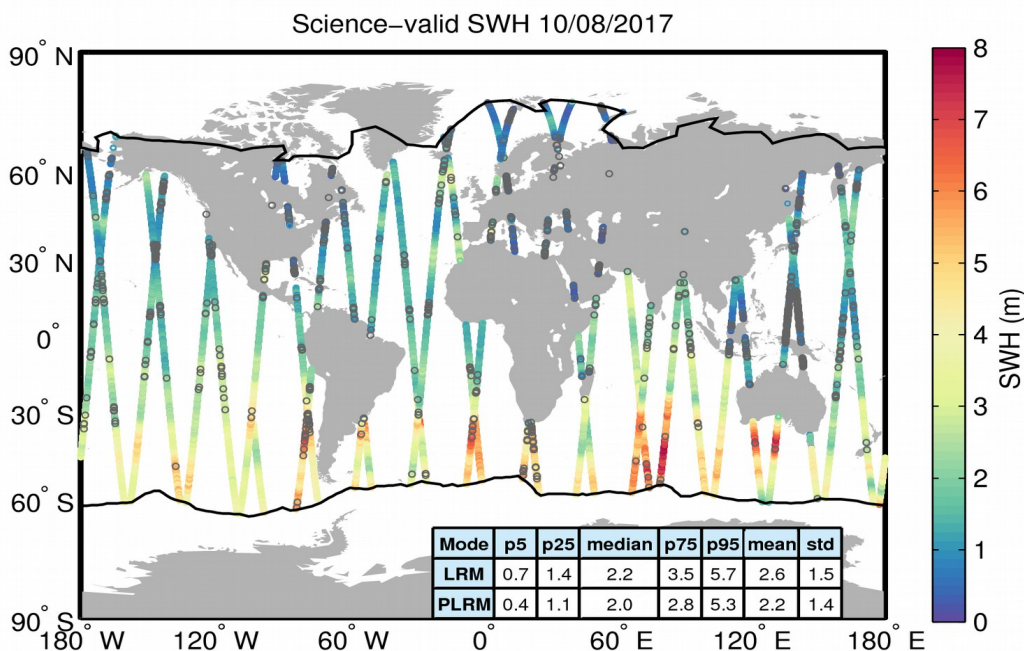 Science−valid SWH 10/08/2017
90° N
60° N
30° N
0°
30° S
60° S
90° S
180° W
120° W
60° W
0°
60° E
120° E
180° E
Mode p5 p25 median p75 p95 mean std
LRM 0.7 1.4 2.2 3.5 5.7 2.6 1.5
PLRM 0.4 1.1 2.0 2.8 5.3 2.2 1.4
8
7
6
5
4
3
2
1
0
SWH (m)